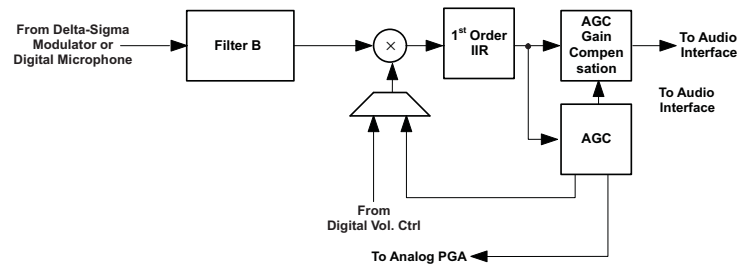 From Delta-Sigma
Modulator or
Digital Microphone
Filter B
×
1st Order
IIR
AGC
Gain
Compen
sation
To Audio
Interface
To Audio
Interface
AGC
From
Digital Vol. Ctrl
To Analog PGA